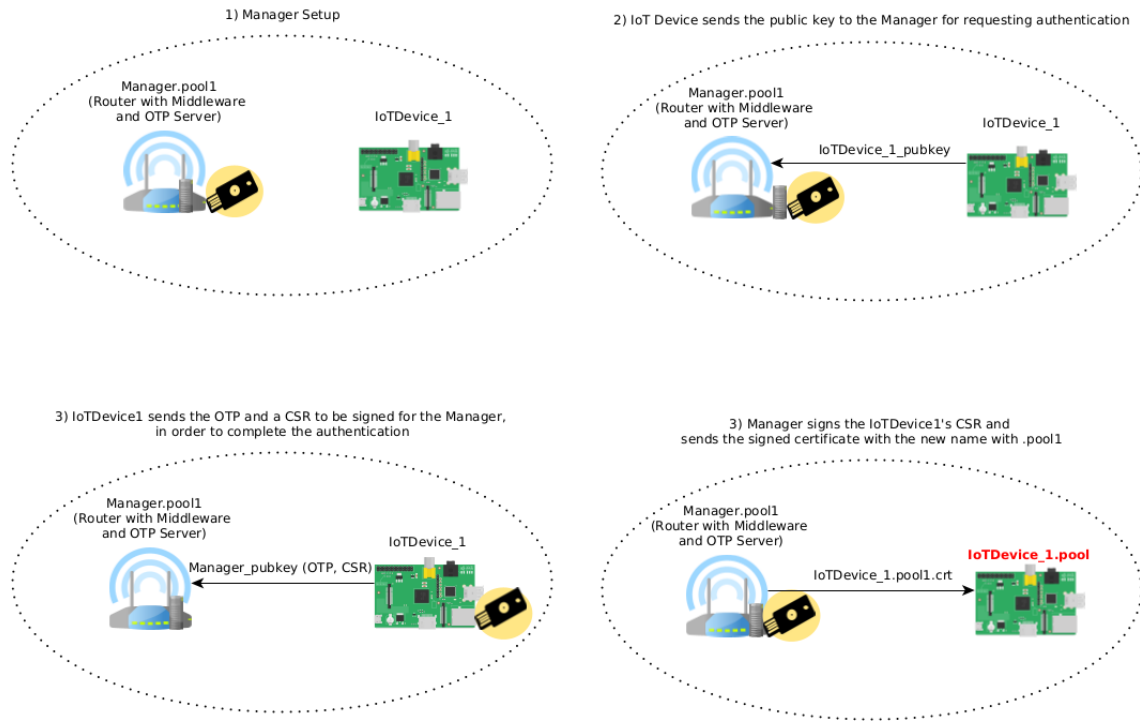 1) Manager Setup
Manager.pool1
(Router with Middleware
and OTP Server)
IoTDevice_1
2) IoT Device sends the public key to the Manager for requesting authentication
Manager.pool1
(Router with Middleware
and OTP Server)
IoTDevice_1
IoTDevice_1_pubkey
3) IoTDevice1 sends the OTP and a CSR to be signed for the Manager,
in order to complete the authentication
Manager.pool1
(Router with Middleware
and OTP Server)
IoTDevice_1
Manager_pubkey (OTP, CSR)
3) Manager signs the IoTDevice1's CSR and
sends the signed certificate with the new name with .pool1
Manager.pool1
(Router with Middleware
and OTP Server)
IoTDevice_1.pool
IoTDevice_1.pool1.crt